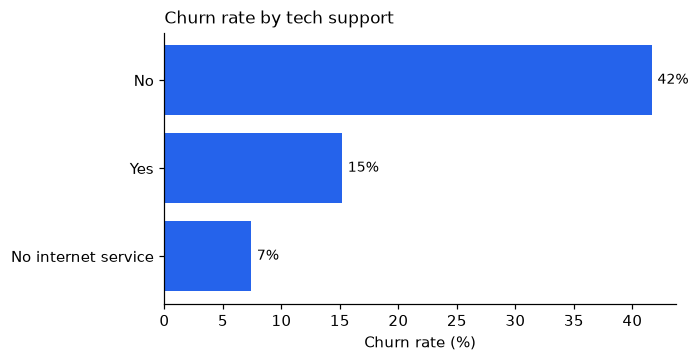 Churn rate by tech support
No
42%
Yes
15%
No internet service
7%
0 5 10 15 20 25 30 35 40
Churn rate (%)